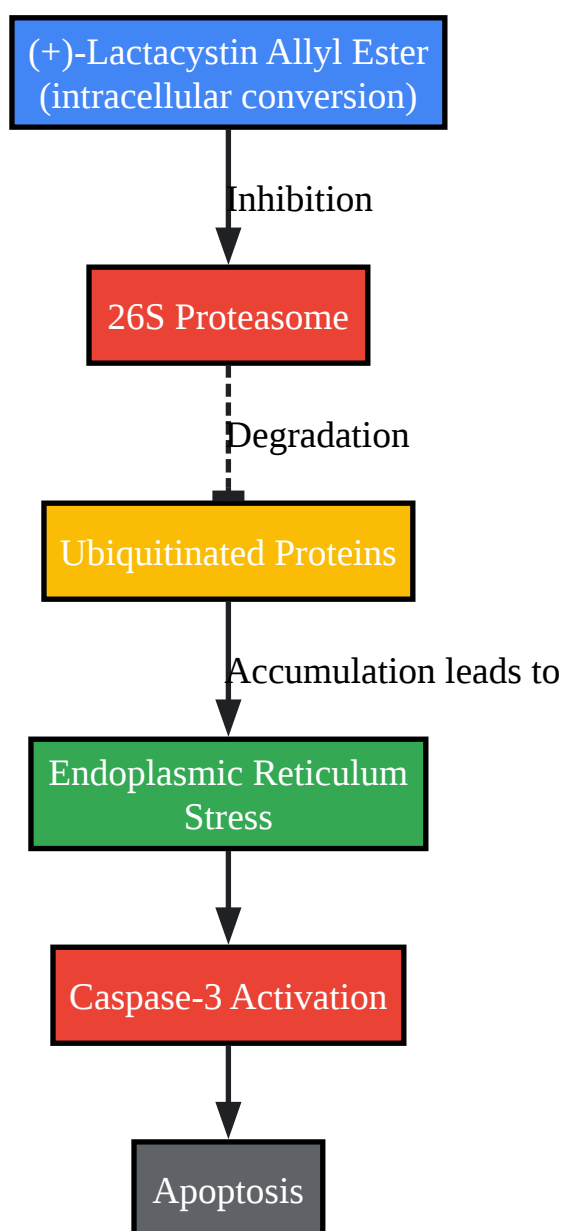 (+)-Lactacystin Allyl Ester
(intracellular conversion)
Inhibition
26S Proteasome
Degradation
Ubiquitinated Proteins
Accumulation leads to
Endoplasmic Reticulum
Stress
Caspase-3 Activation
Apoptosis